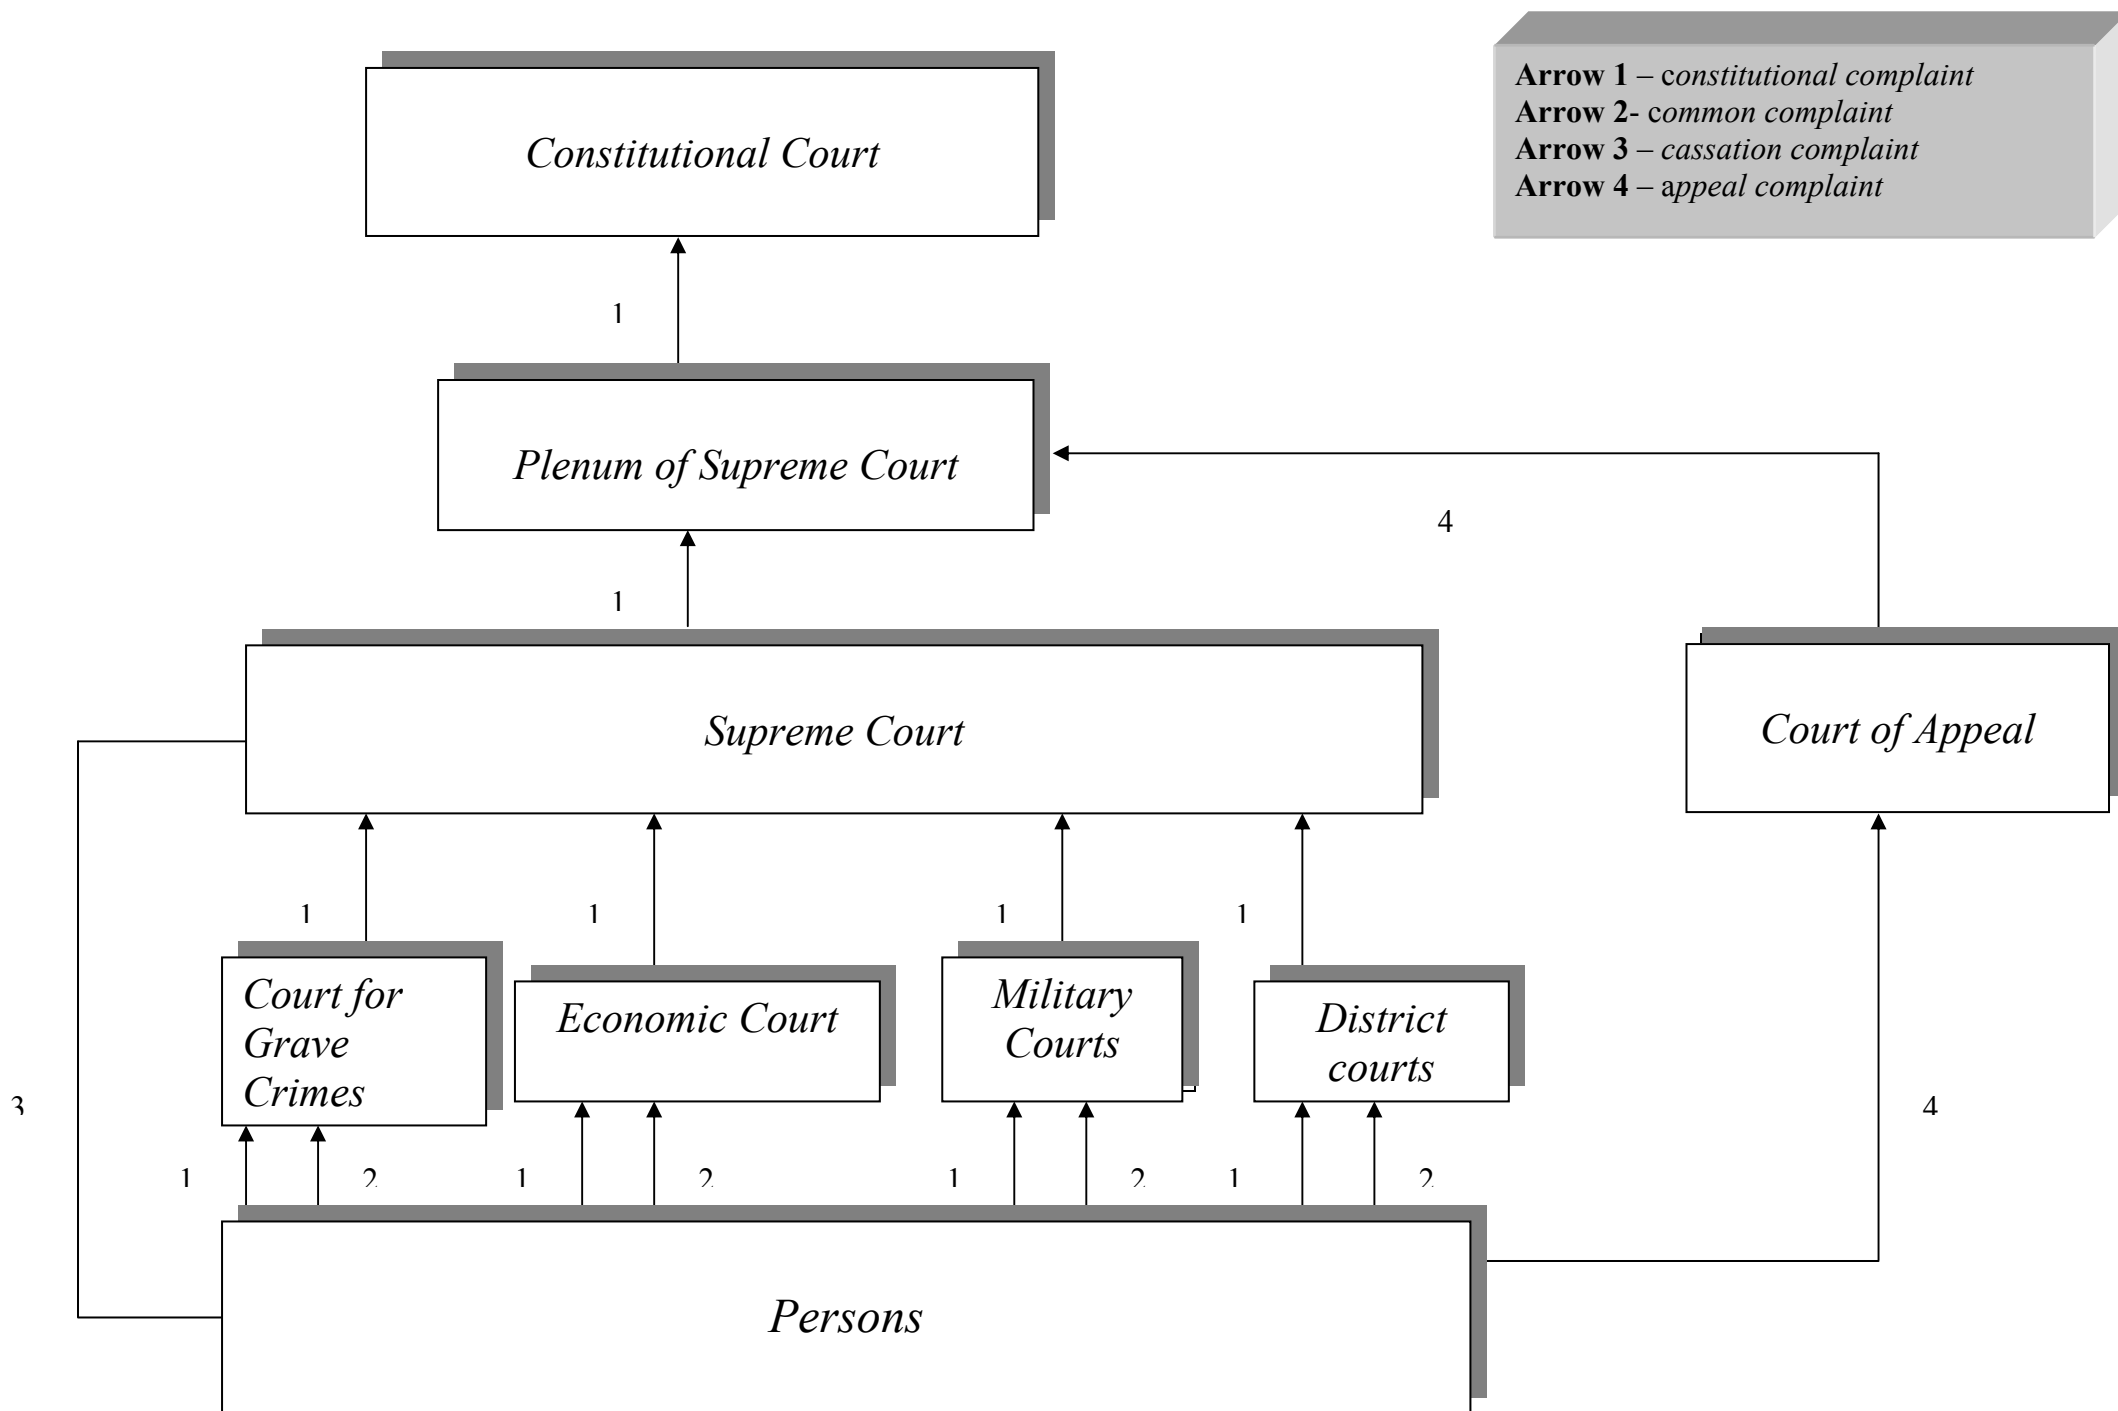 Arrow 1 – constitutional complaint
Arrow 2- common complaint
Arrow 3 – cassation complaint
Arrow 4 – appeal complaint
Constitutional Court
1
Plenum of Supreme Court
4
1
Supreme Court
Court of Appeal
1 1 1 1
Court for
Grave
Crimes
Economic Court
Military
Courts
District
courts
3
4
1 2 1 2 1 2 1 2
Persons